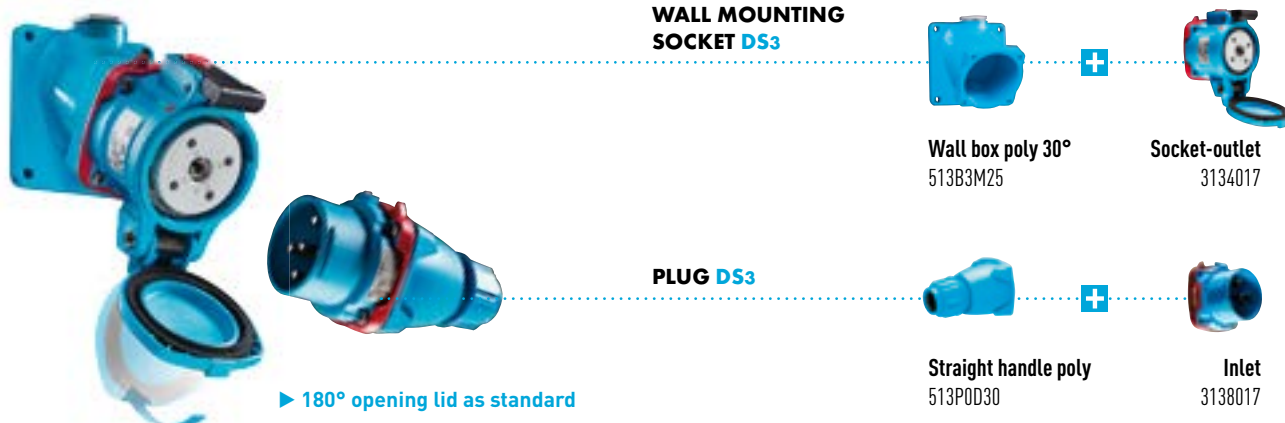 WALL MOUNTING
SOCKET DS3
Wall box poly 30°
513B3M25
Socket-outlet
3134017
PLUG DS3
Straight handle poly
513P0D30
Inlet
3138017
▶ 180° opening lid as standard